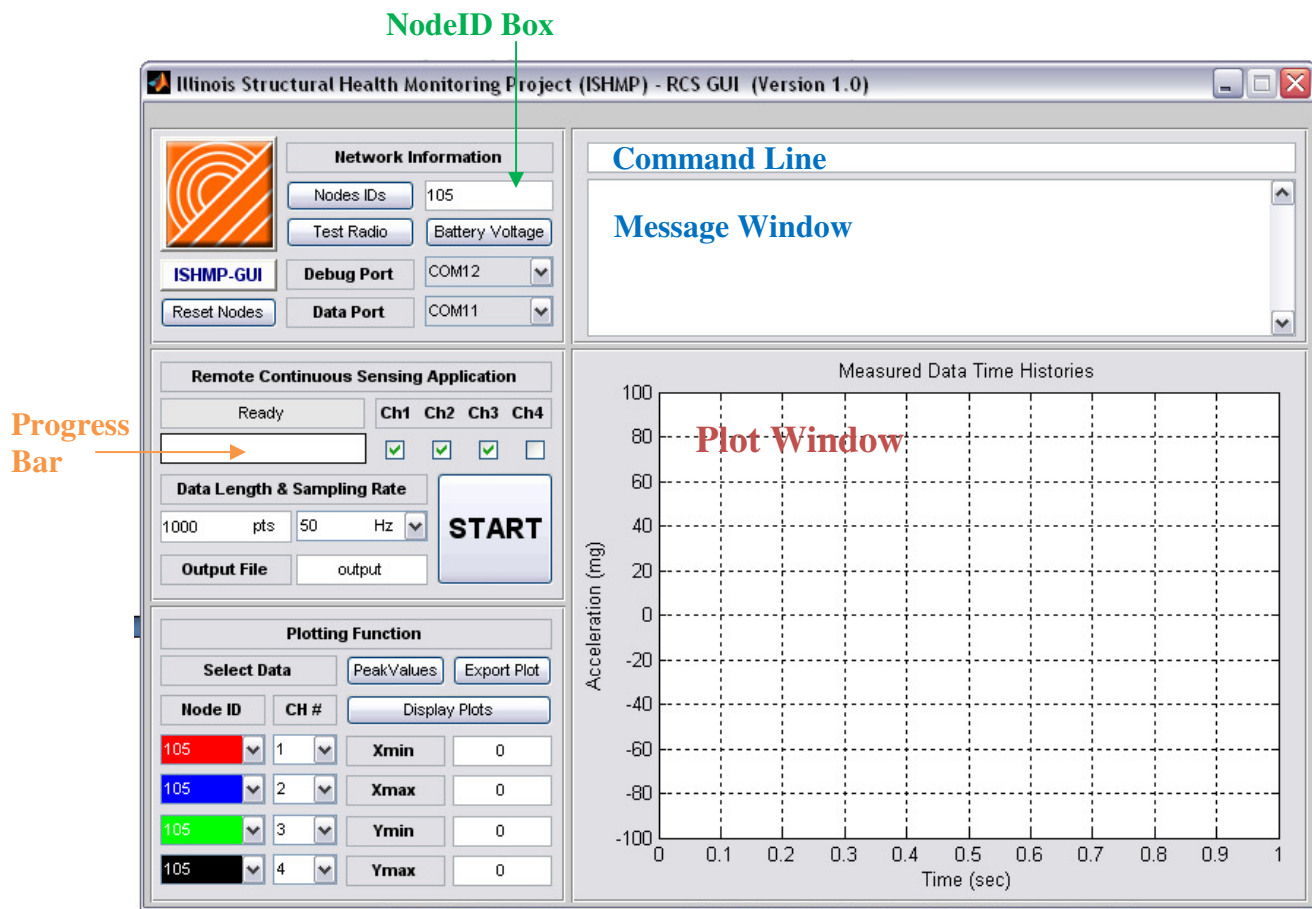 NodeID Box
Illinois Structural Health Monitoring Project (ISHMP) - RCS GUI (Version 1.0)
Network Information
Nodes IDs
105
Test Radio
Battery Voltage
ISHMP-GUI
Debug Port
COM12
Reset Nodes
Data Port
COM11
Command Line
Message Window
Remote Continuous Sensing Application
Ready
Ch1 Ch2 Ch3 Ch4
Progress
Bar
Data Length & Sampling Rate
1000 pts
50 Hz
START
Output File
output
Plotting Function
Select Data
PeakValues
Export Plot
Node ID
CH #
Display Plots
105
1
Xmin
0
105
2
Xmax
0
105
3
Ymin
0
105
4
Ymax
0
Measured Data Time Histories
Plot Window
Acceleration (mg)
100
80
60
40
20
0
-20
-40
-60
-80
-100
0 0.1 0.2 0.3 0.4 0.5 0.6 0.7 0.8 0.9 1
Time (sec)